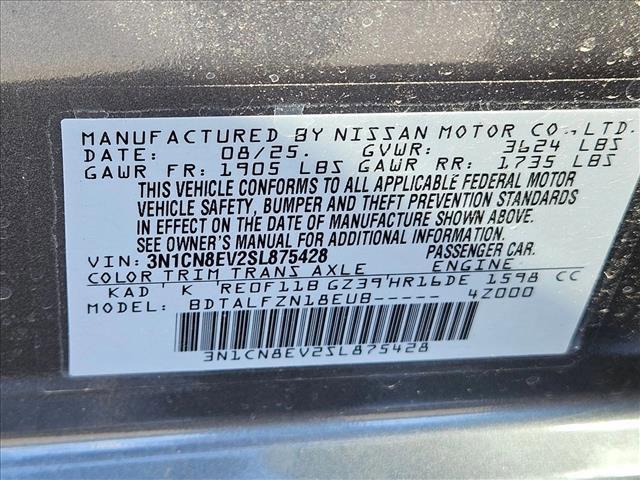 MANUFACTURED BY NISSAN MOTOR CO., LTD.
DATE: 08/25. GVWR: 3624 LBS
GAWR FR: 1905 LBS GAWR RR: 1735 LBS
THIS VEHICLE CONFORMS TO ALL APPLICABLE FEDERAL MOTOR
VEHICLE SAFETY, BUMPER AND THEFT PREVENTION STANDARDS
IN EFFECT ON THE DATE OF MANUFACTURE SHOWN ABOVE.
SEE OWNER'S MANUAL FOR ADDITIONAL INFORMATION
VIN: 3N1CN8EV2SL875428 PASSENGER CAR.
COLOR TRIM TRANS AXLE ENGINE
KAD K RE0F11B GZ39 HR16DE 1598 CC
MODEL: BDTALFZN18EUB----- 4Z000
3N1CN8EV2SL875428